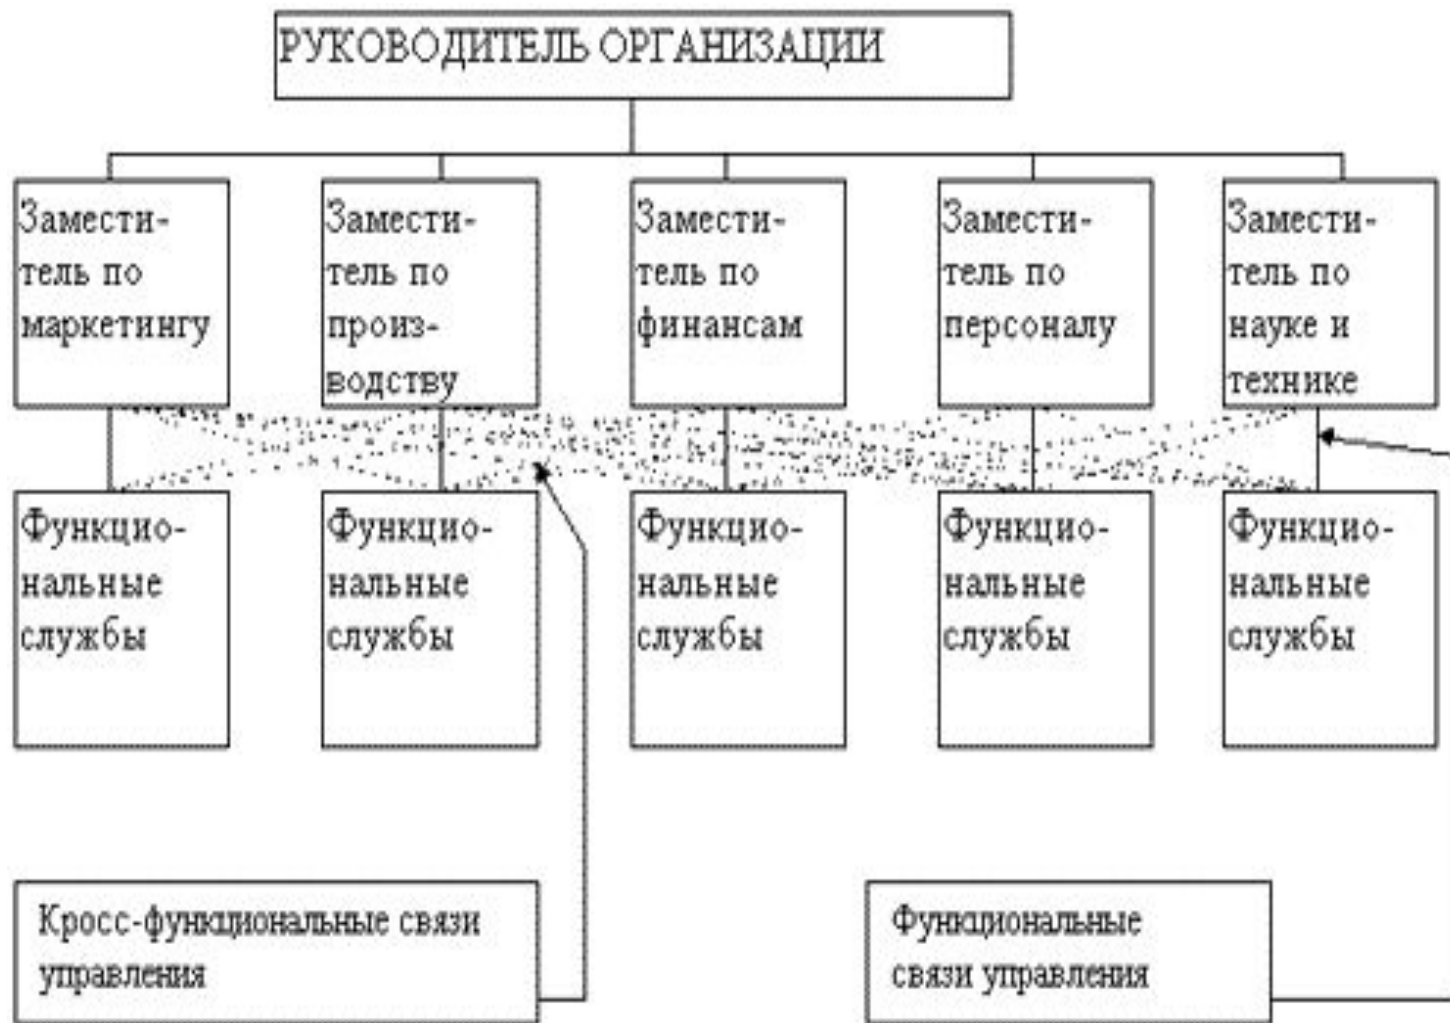 РУКОВОДИТЕЛЬ ОРГАНИЗАЦИИ
Замести-
тель по
маркетингу
Замести-
тель по
произ-
водству
Замести-
тель по
финансам
Замести-
тель по
персоналу
Замести-
тель по
науке и
технике
Функцио-
нальные
службы
Функцио-
нальные
службы
Функцио-
нальные
службы
Функцио-
нальные
службы
Функцио-
нальные
службы
Кросс-функциональные связи
управления
Функциональные
связи управления